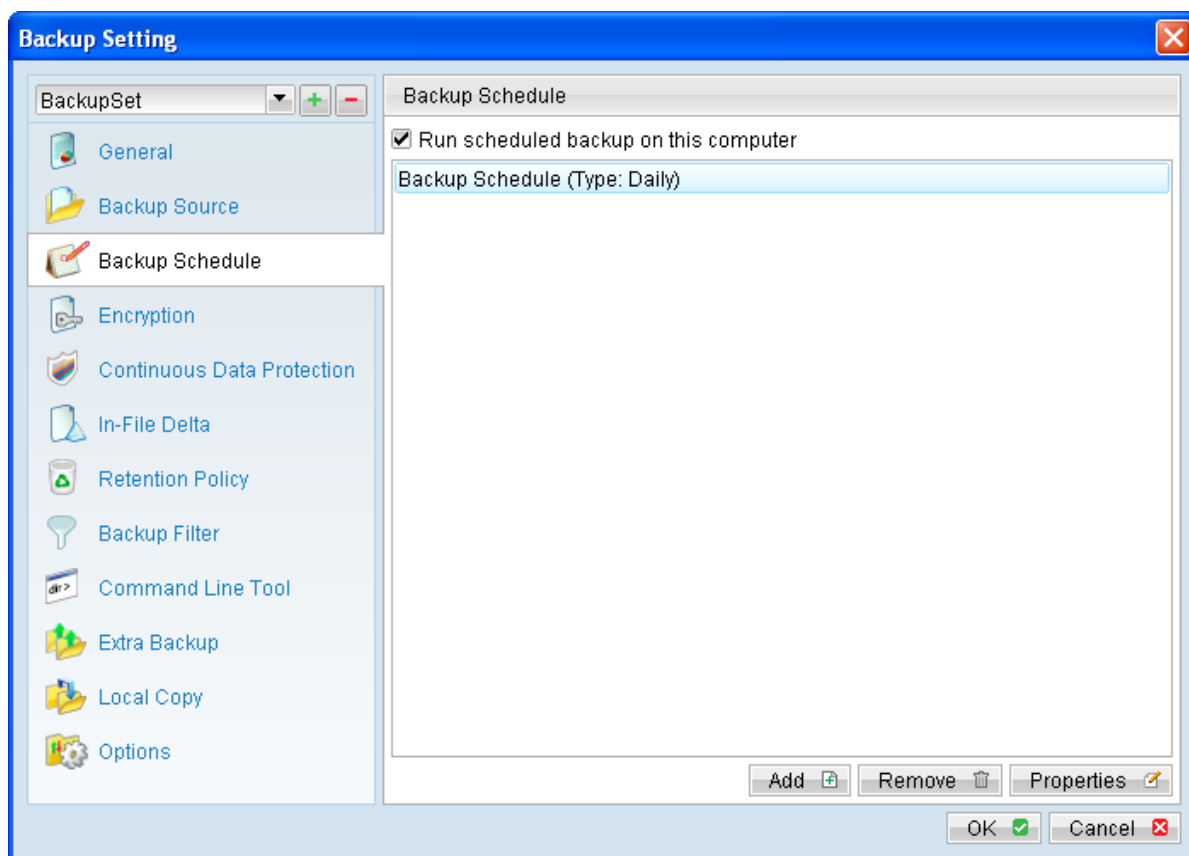 Backup Setting
BackupSet
General
Backup Source
Backup Schedule
Encryption
Continuous Data Protection
In-File Delta
Retention Policy
Backup Filter
dir>
Command Line Tool
Extra Backup
Local Copy
Options
Backup Schedule
Run scheduled backup on this computer
Backup Schedule (Type: Daily)
Add
Remove
Properties
OK
Cancel